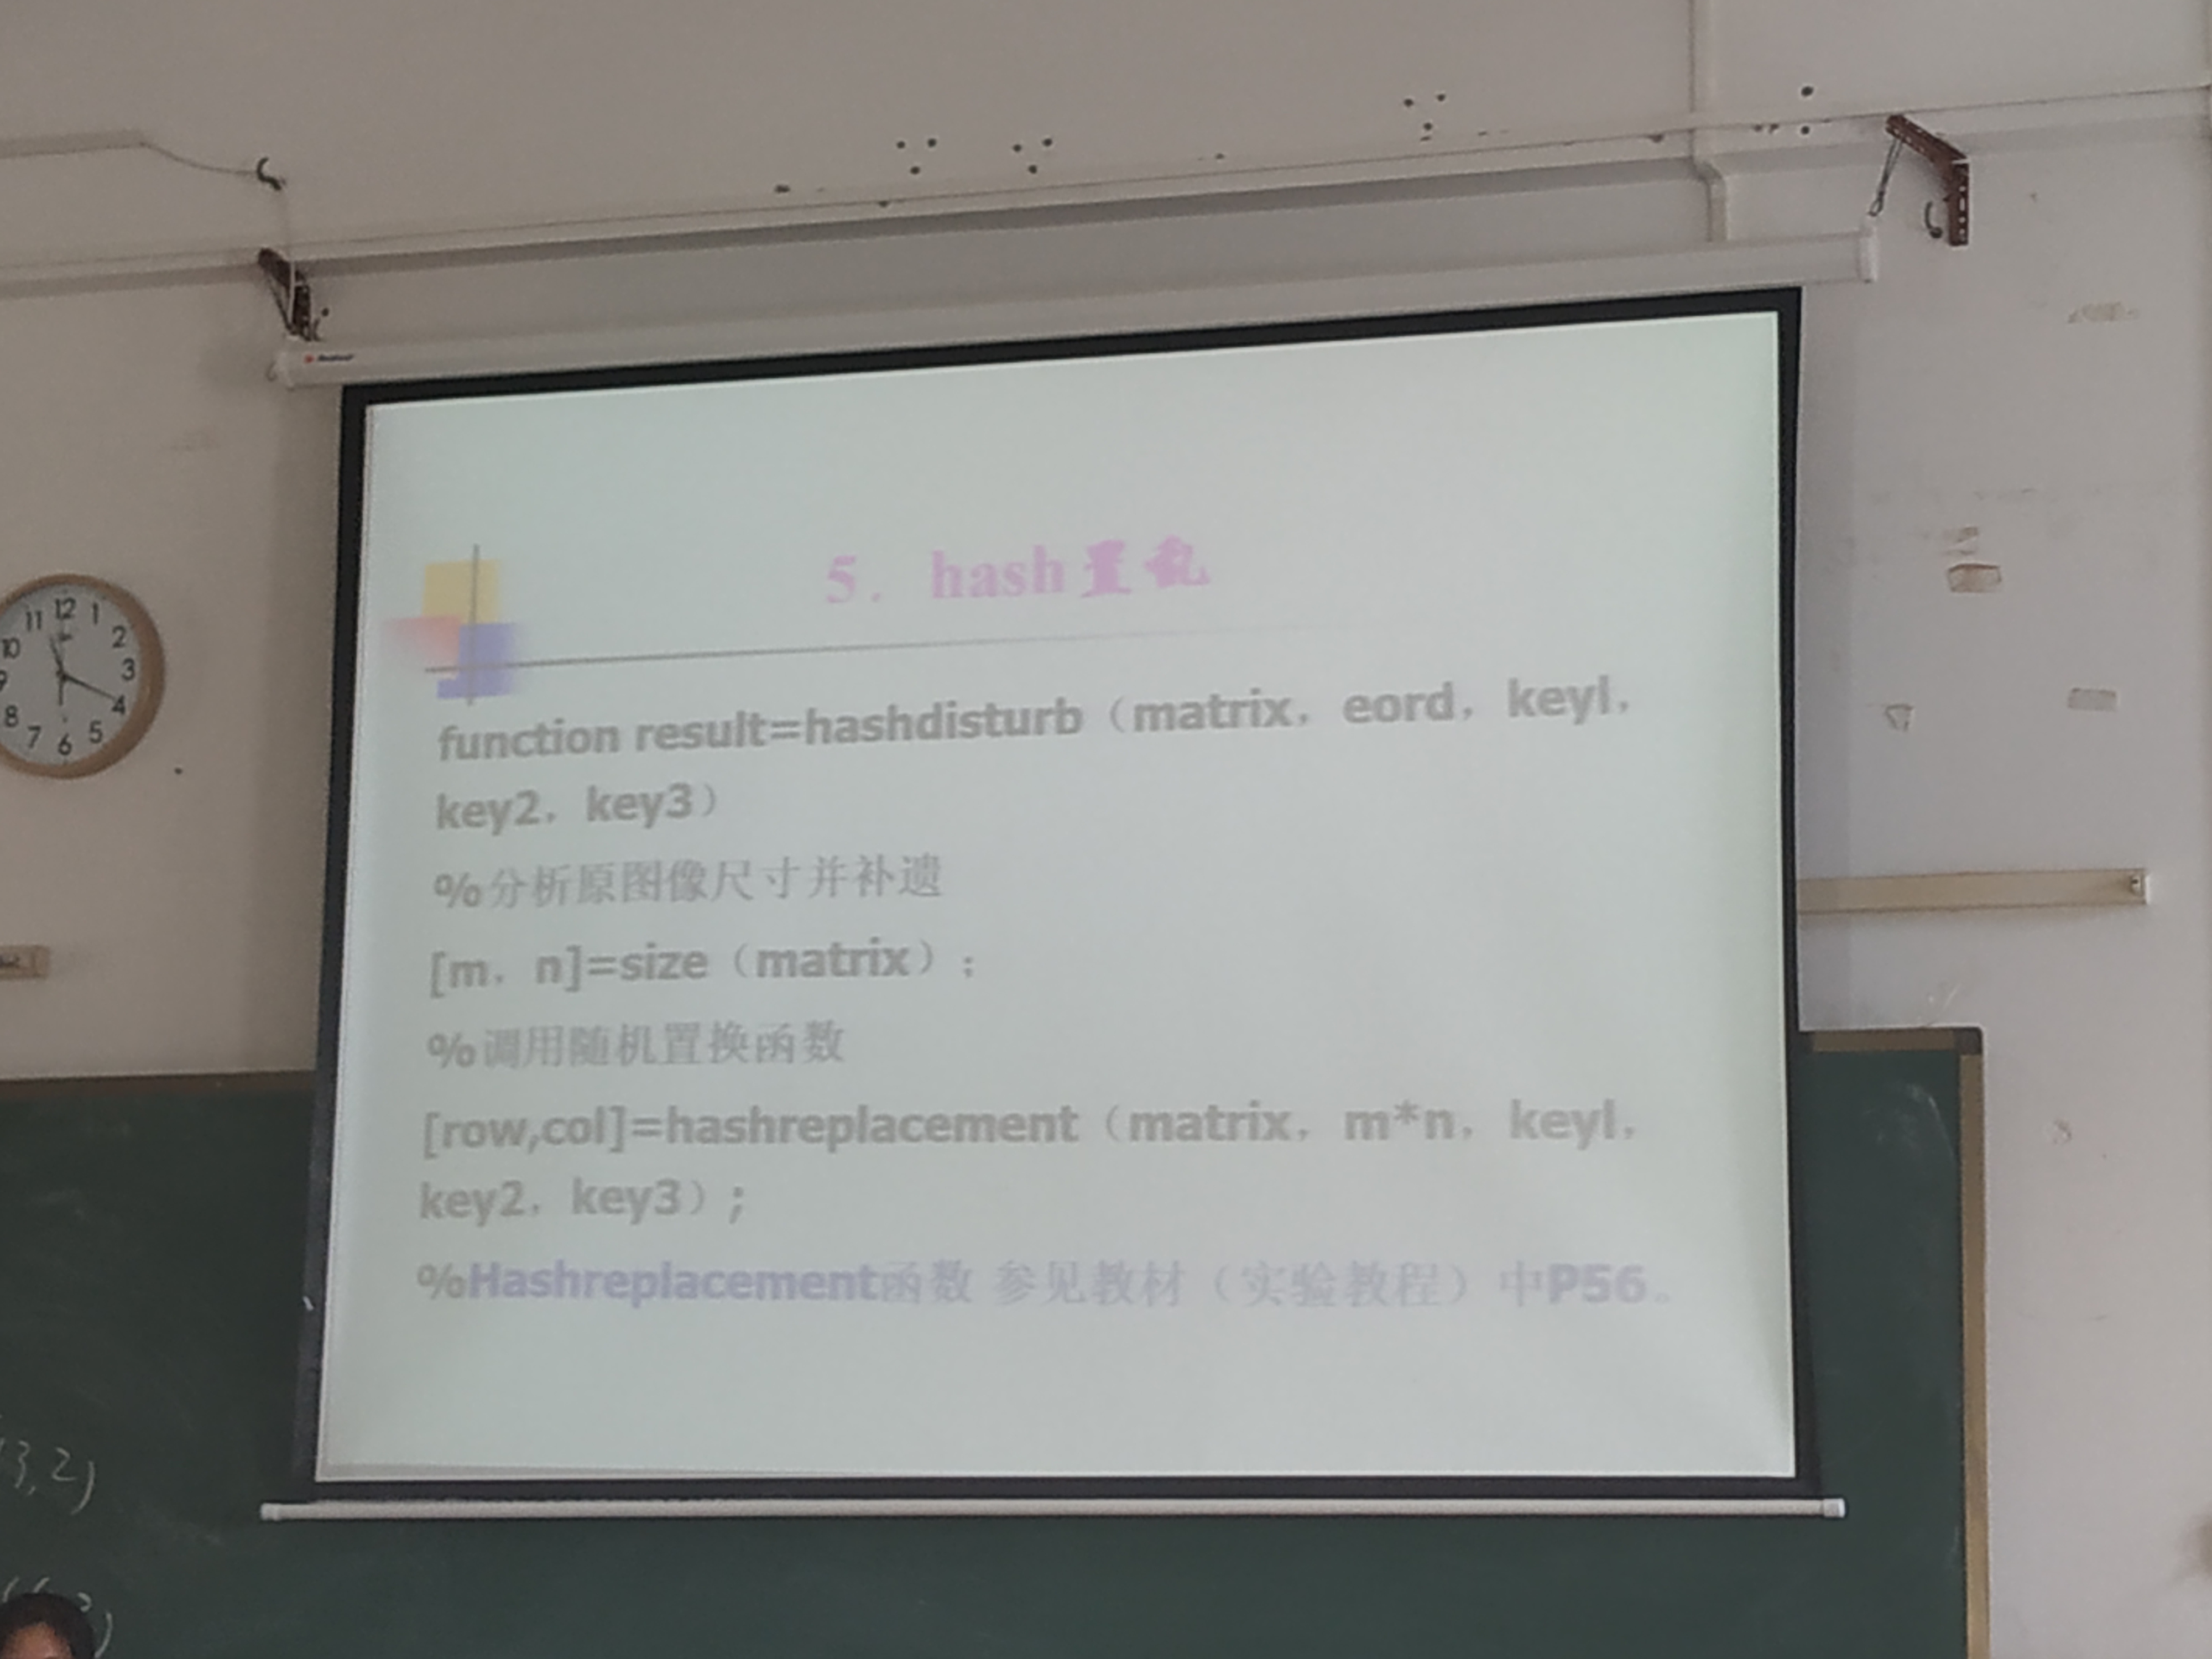 5. hash置乱
function result=hashdisturb（matrix，eord，keyl，
key2，key3）
%分析原图像尺寸并补遗
[m，n]=size（matrix）；
%调用随机置换函数
[row,col]=hashreplacement（matrix，m*n，keyl，
key2，key3）;
%Hashreplacement函数 参见教材（实验教程）中P56。
11 12 1
10 2
9 3
8 4
7 6 5
3,2)